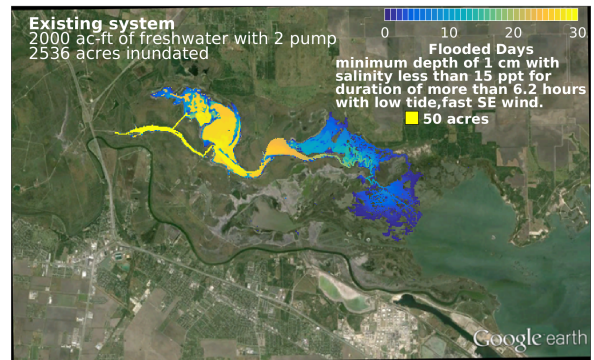 Existing system
2000 ac-ft of freshwater with 2 pump
2536 acres inundated
0 10 20 30
Flooded Days
minimum depth of 1 cm with
salinity less than 15 ppt for
duration of more than 6.2 hours
with low tide,fast SE wind.
50 acres
Google earth